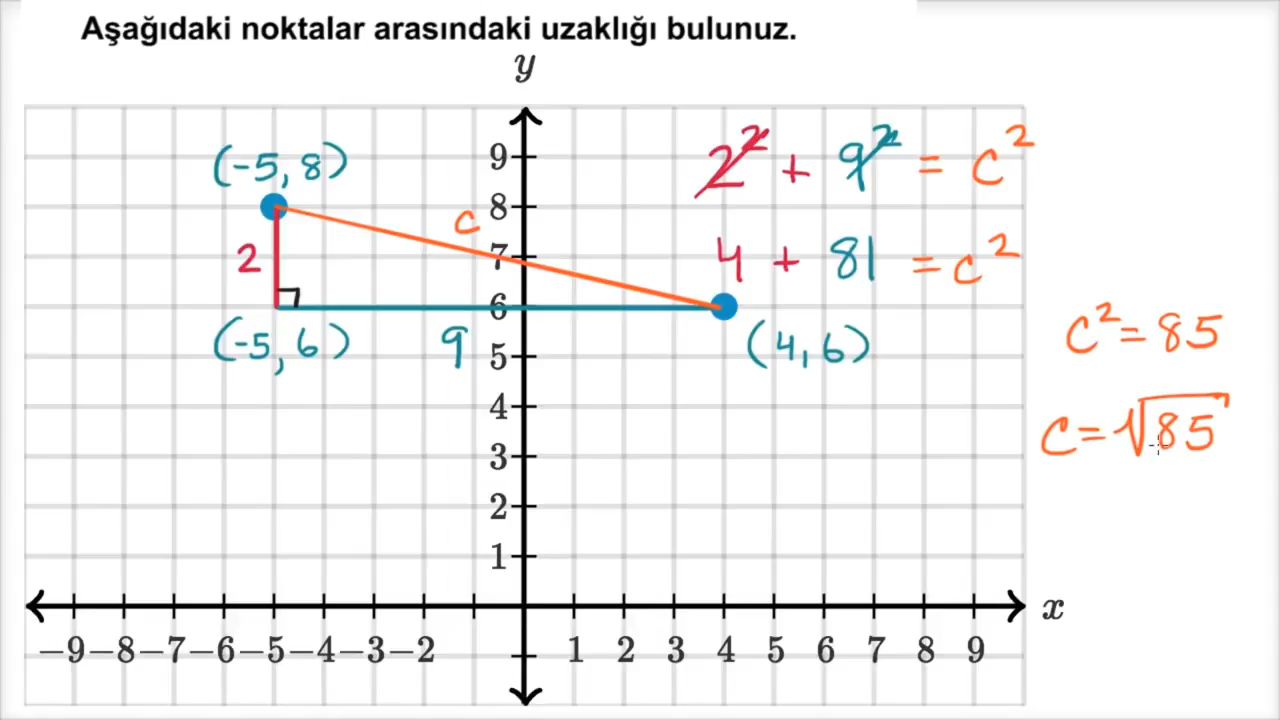 Aşağıdaki noktalar arasındaki uzaklığı bulunuz.
y
(-5, 8)
2² + 9² = c²
9
8
c
7
2
4 + 81 = c²
6
(-5, 6)
9
5
(4, 6)
c² = 85
4
c = √85
3
2
1
x
−9 −8 −7 −6 −5 −4 −3 −2 1 2 3 4 5 6 7 8 9